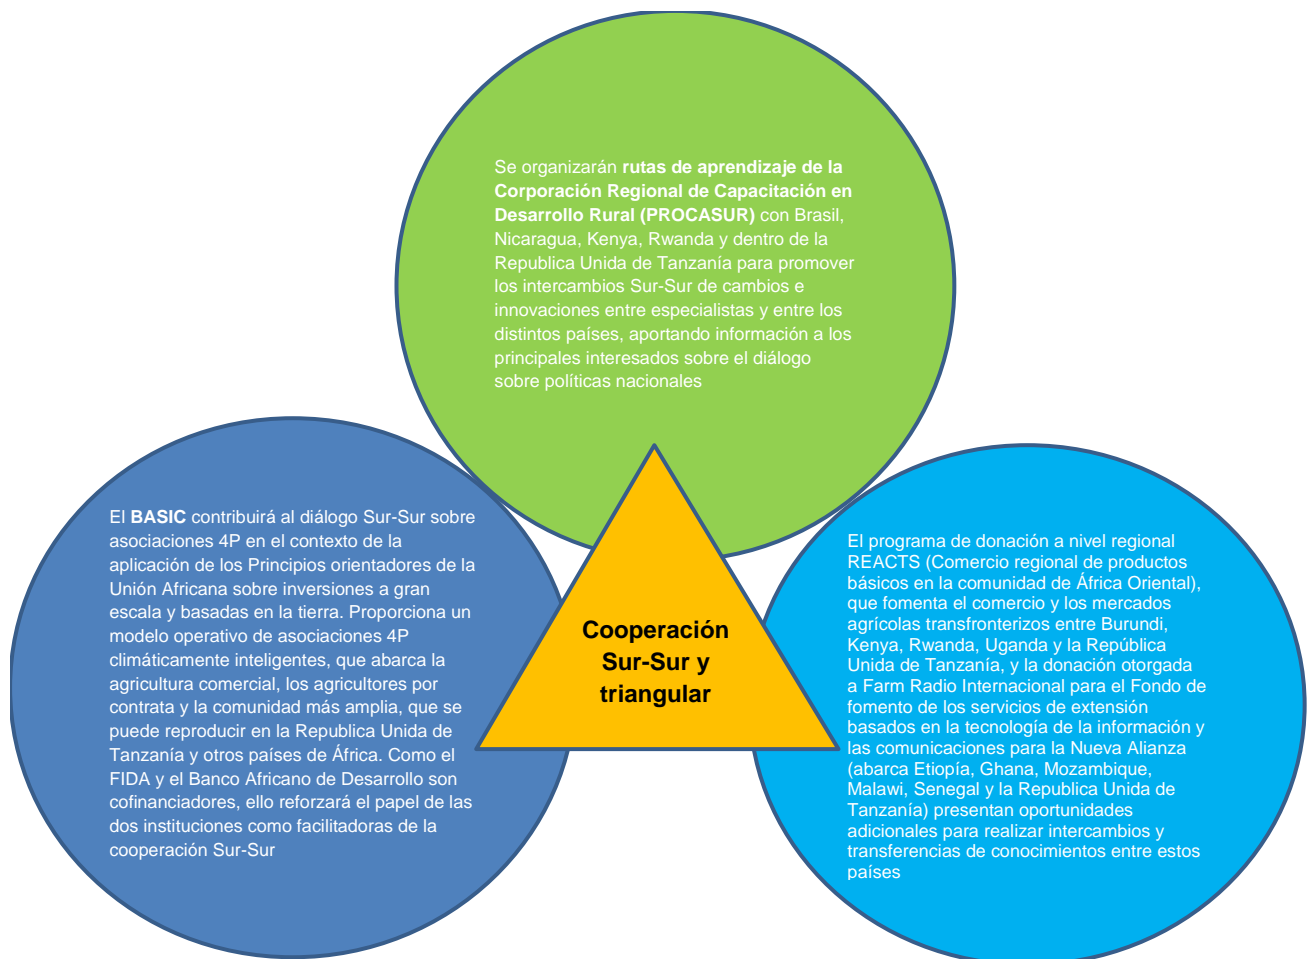 Se organizarán rutas de aprendizaje de la
Corporación Regional de Capacitación en
Desarrollo Rural (PROCASUR) con Brasil,
Nicaragua, Kenya, Rwanda y dentro de la
Republica Unida de Tanzanía para promover
los intercambios Sur-Sur de cambios e
innovaciones entre especialistas y entre los
distintos países, aportando información a los
principales interesados sobre el diálogo
sobre políticas nacionales
El BASIC contribuirá al diálogo Sur-Sur sobre
asociaciones 4P en el contexto de la
aplicación de los Principios orientadores de la
Unión Africana sobre inversiones a gran
escala y basadas en la tierra. Proporciona un
modelo operativo de asociaciones 4P
climáticamente inteligentes, que abarca la
agricultura comercial, los agricultores por
contrata y la comunidad más amplia, que se
puede reproducir en la Republica Unida de
Tanzanía y otros países de África. Como el
FIDA y el Banco Africano de Desarrollo son
cofinanciadores, ello reforzará el papel de las
dos instituciones como facilitadoras de la
cooperación Sur-Sur
Cooperación
Sur-Sur y
triangular
El programa de donación a nivel regional
REACTS (Comercio regional de productos
básicos en la comunidad de África Oriental),
que fomenta el comercio y los mercados
agrícolas transfronterizos entre Burundi,
Kenya, Rwanda, Uganda y la República
Unida de Tanzanía, y la donación otorgada
a Farm Radio Internacional para el Fondo de
fomento de los servicios de extensión
basados en la tecnología de la información y
las comunicaciones para la Nueva Alianza
(abarca Etiopía, Ghana, Mozambique,
Malawi, Senegal y la Republica Unida de
Tanzanía) presentan oportunidades
adicionales para realizar intercambios y
transferencias de conocimientos entre estos
países